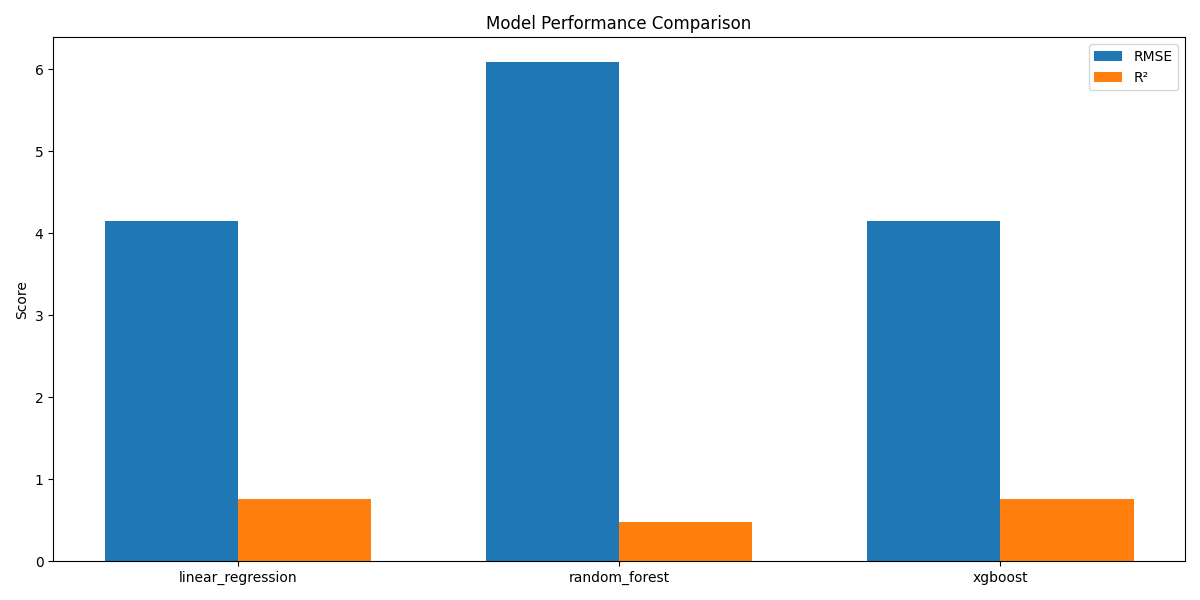 Model Performance Comparison
RMSE
R²
Score
6
5
4
3
2
1
0
linear_regression
random_forest
xgboost